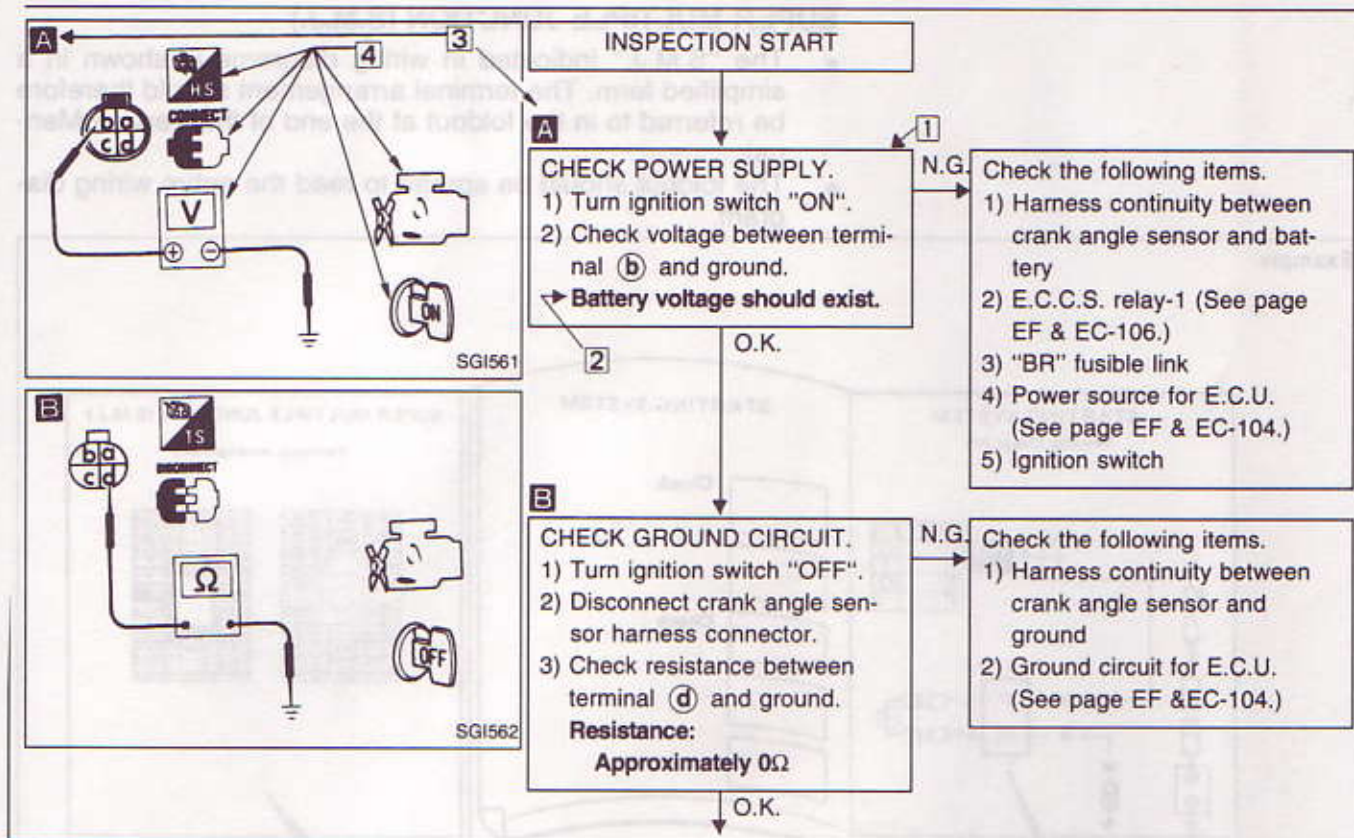 A
3
4
H.S
CONNECT
b a
c d
V
⊕ ⊖
ON
SGI561
B
T.S
b a
c d
DISCONNECT
Ω
OFF
SGI562
INSPECTION START
A
1
CHECK POWER SUPPLY.
1) Turn ignition switch "ON".
2) Check voltage between termi-
nal ⓑ and ground.
Battery voltage should exist.
2
O.K.
N.G.
Check the following items.
1) Harness continuity between
crank angle sensor and bat-
tery
2) E.C.C.S. relay-1 (See page
EF & EC-106.)
3) "BR" fusible link
4) Power source for E.C.U.
(See page EF & EC-104.)
5) Ignition switch
B
CHECK GROUND CIRCUIT.
1) Turn ignition switch "OFF".
2) Disconnect crank angle sen-
sor harness connector.
3) Check resistance between
terminal ⓓ and ground.
Resistance:
Approximately 0Ω
O.K.
N.G.
Check the following items.
1) Harness continuity between
crank angle sensor and
ground
2) Ground circuit for E.C.U.
(See page EF &EC-104.)